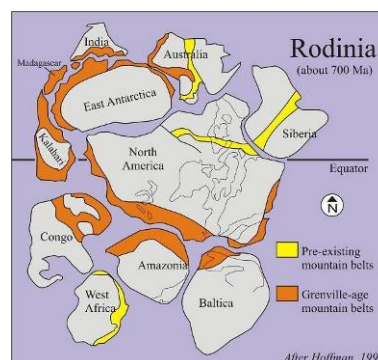 Rodinia
(about 700 Ma)
India
Australia
Madagascar
East Antarctica
Siberia
Kalahari
North
America
Equator
N
Congo
Amazonia
Baltica
West
Africa
Pre-existing
mountain belts
Grenville-age
mountain belts
After Hoffman, 199